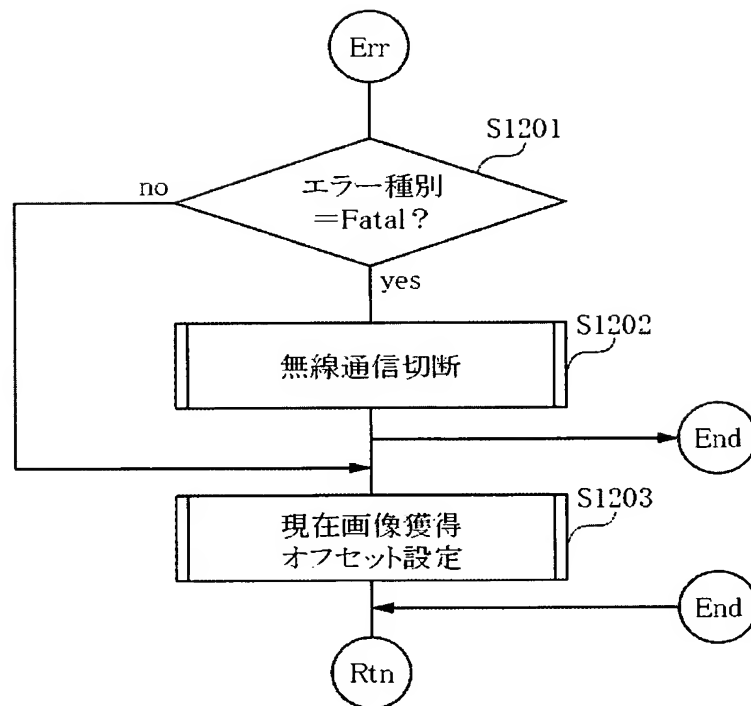 Err
S1201
no
エラー種別
=Fatal?
yes
S1202
無線通信切断
End
S1203
現在画像獲得
オフセット設定
End
Rtn